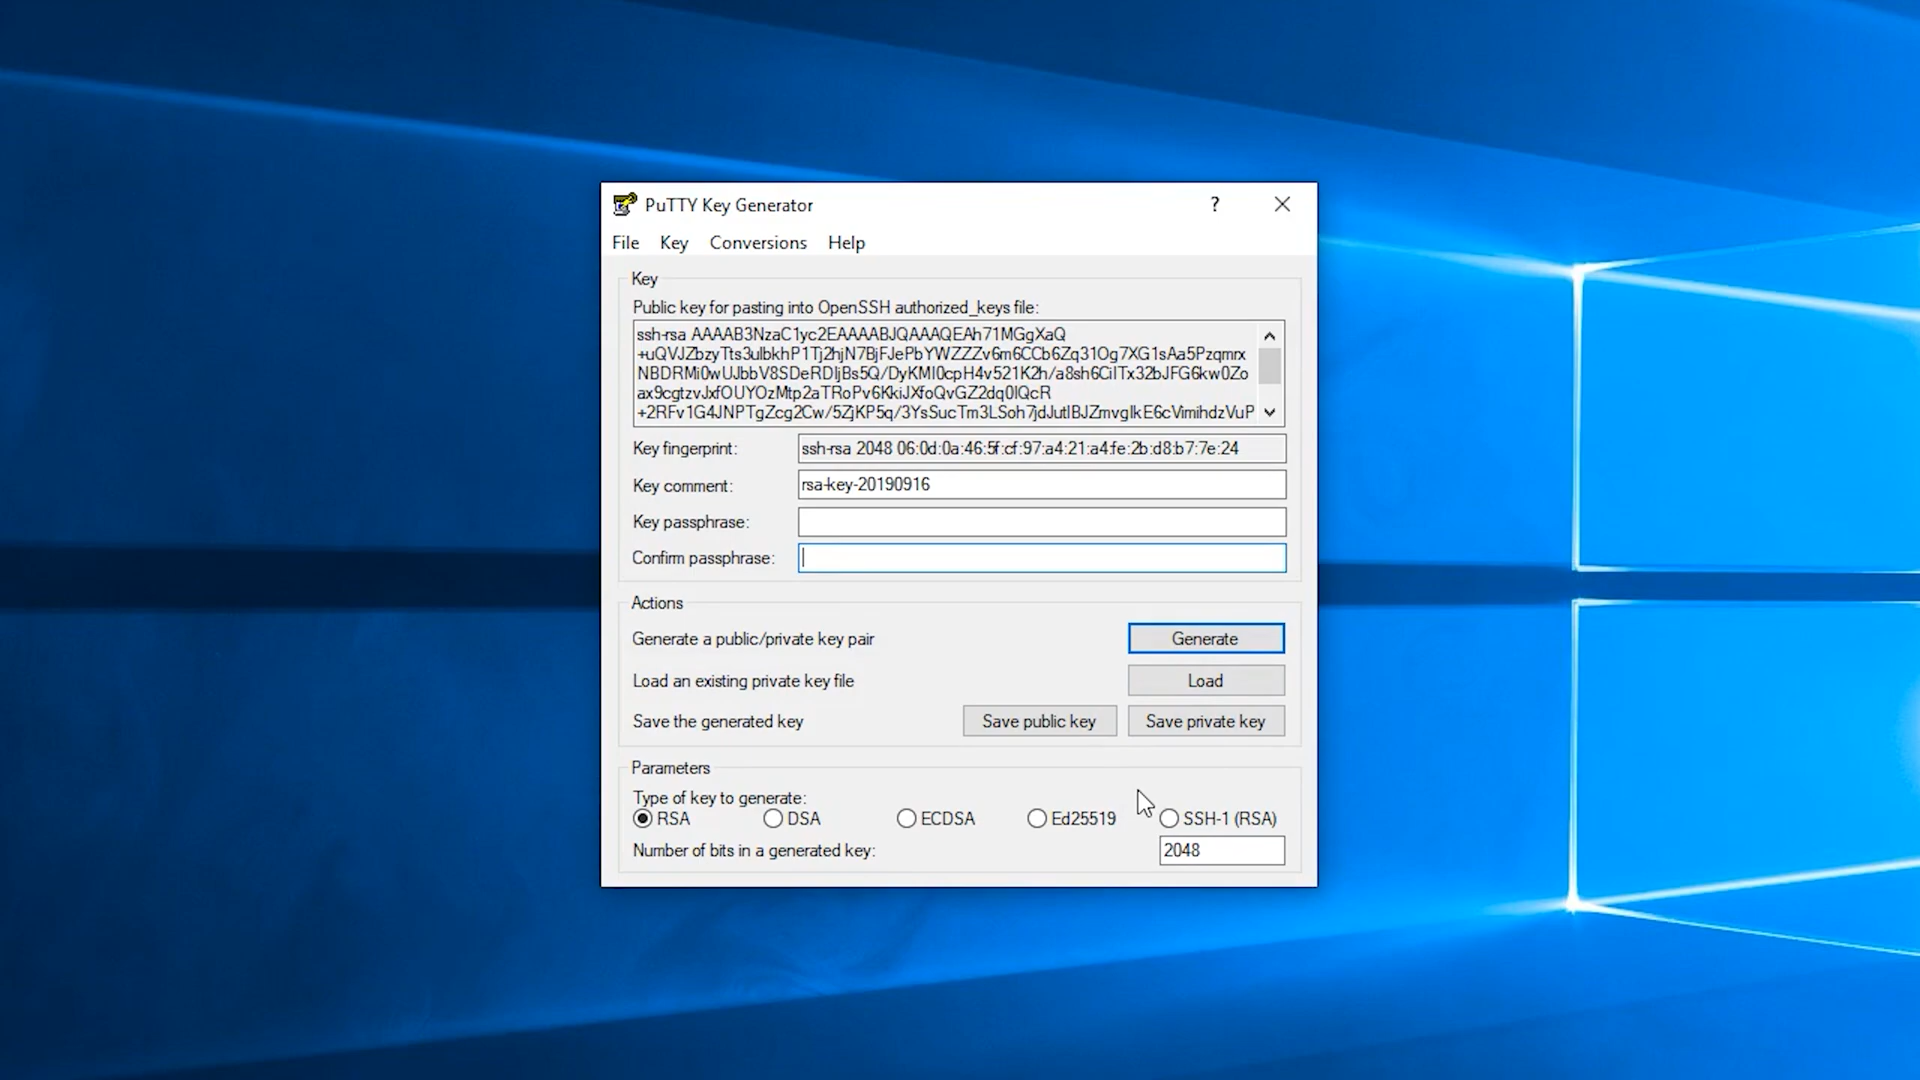 PuTTY Key Generator
?
File Key Conversions Help
Key
Public key for pasting into OpenSSH authorized_keys file:
ssh-rsa AAAAB3NzaC1yc2EAAAABJQAAAQEAh71MGgXaQ
+uQVJZbzyTts3ulbkhP1Tj2hjN7BjFJePbYWZZZv6m6CCb6Zq31Og7XG1sAa5Pzqmrx
NBDRMi0wUJbbV8SDeRDIjBs5Q/DyKMI0cpH4v521K2h/a8sh6CiITx32bJFG6kw0Zo
ax9cgtzvJxfOUYOzMtp2aTRoPv6KkiJXfoQvGZ2dq0IQcR
+2RFv1G4JNPTgZcg2Cw/5ZjKP5q/3YsSucTm3LSoh7jdJutIBJZmvgIkE6cVimihdzVuP
Key fingerprint: ssh-rsa 2048 06:0d:0a:46:5f:cf:97:a4:21:a4:fe:2b:d8:b7:7e:24
Key comment: rsa-key-20190916
Key passphrase:
Confirm passphrase:
Actions
Generate a public/private key pair Generate
Load an existing private key file Load
Save the generated key Save public key Save private key
Parameters
Type of key to generate:
RSA DSA ECDSA Ed25519 SSH-1 (RSA)
Number of bits in a generated key: 2048